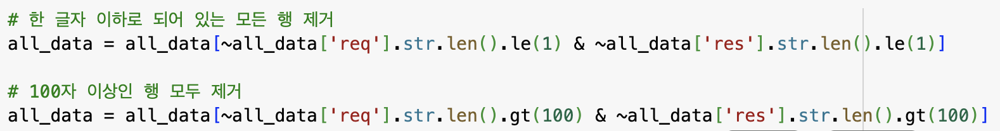 # 한 글자 이하로 되어 있는 모든 행 제거
all_data = all_data[~all_data['req'].str.len().le(1) & ~all_data['res'].str.len().le(1)]
# 100자 이상인 행 모두 제거
all_data = all_data[~all_data['req'].str.len().gt(100) & ~all_data['res'].str.len().gt(100)]